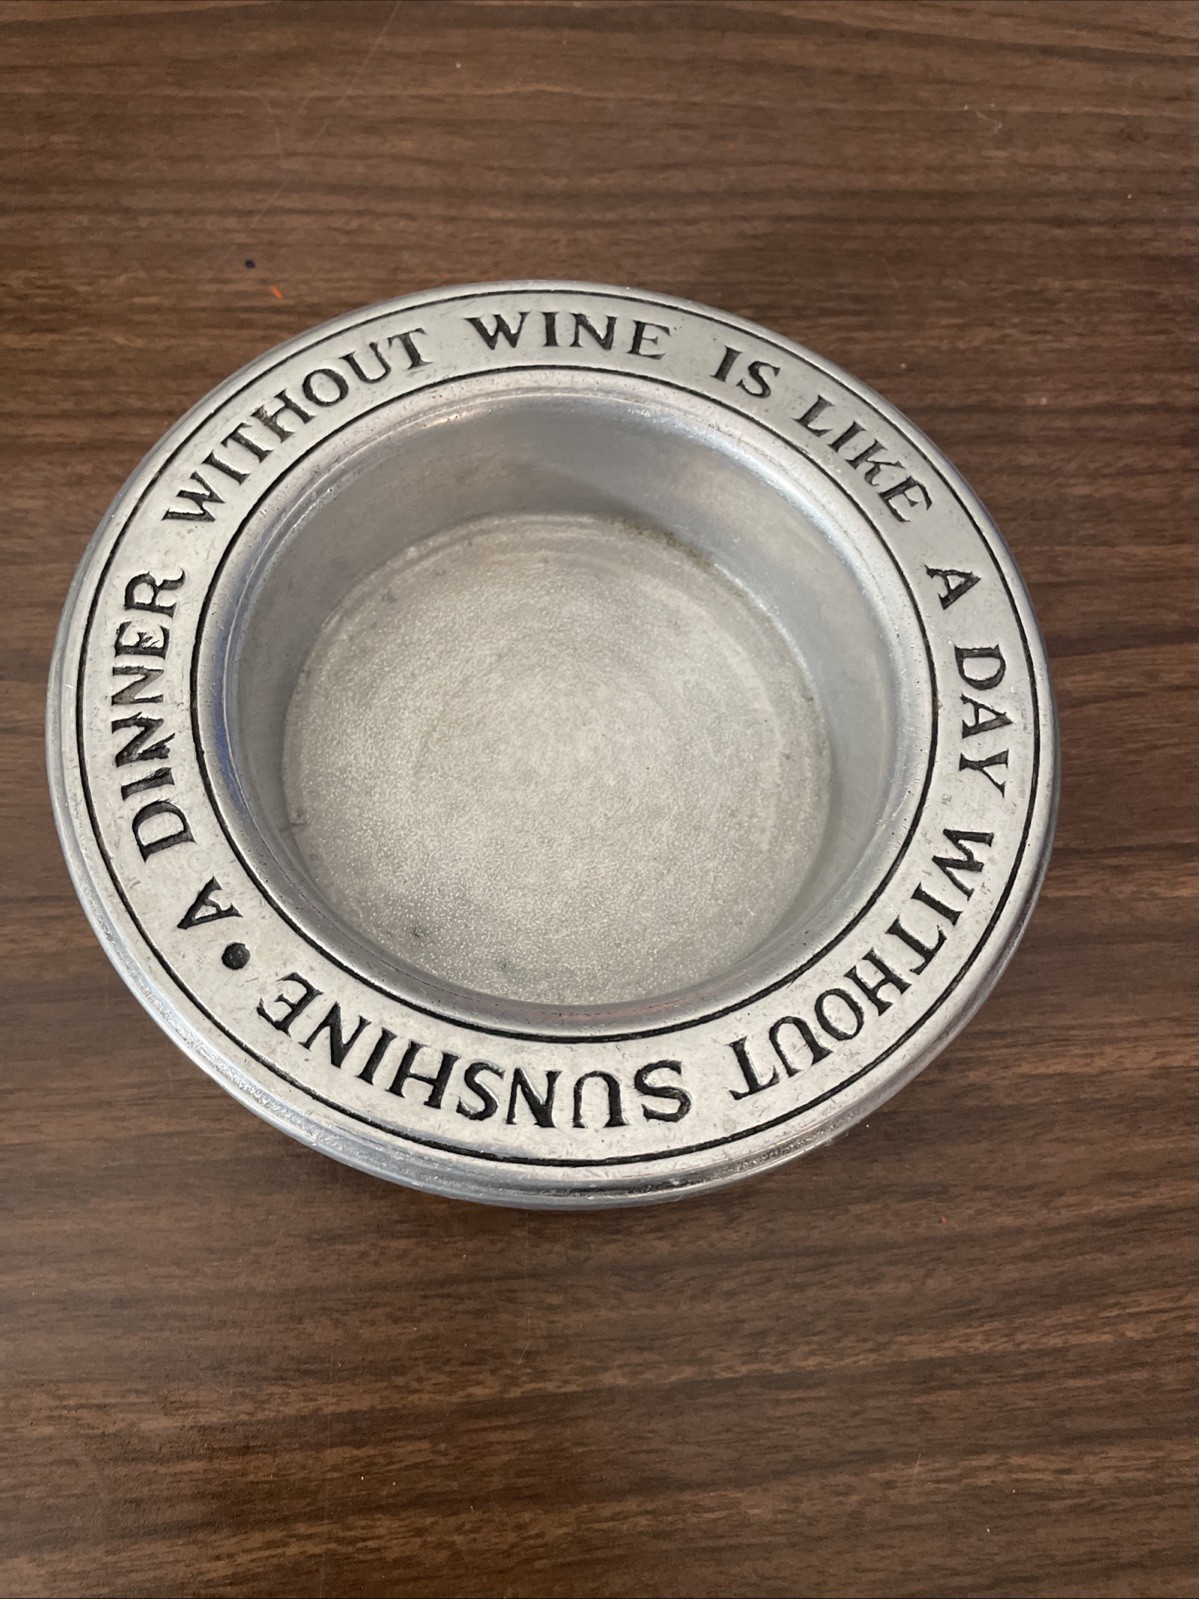 A DINNER WITHOUT WINE IS LIKE A DAY WITHOUT SUNSHINE •